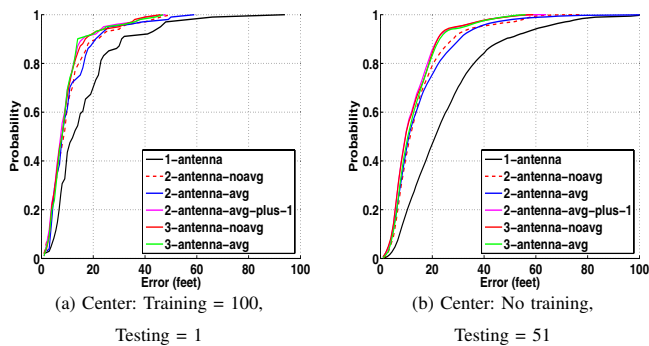 1
0.8
0.6
0.4
0.2
0
Probability
1-antenna
2-antenna-noavg
2-antenna-avg
2-antenna-avg-plus-1
3-antenna-noavg
3-antenna-avg
0 20 40 60 80 100
Error (feet)
(a) Center: Training = 100,
Testing = 1
1
0.8
0.6
0.4
0.2
0
Probability
1-antenna
2-antenna-noavg
2-antenna-avg
2-antenna-avg-plus-1
3-antenna-noavg
3-antenna-avg
0 20 40 60 80 100
Error (feet)
(b) Center: No training,
Testing = 51